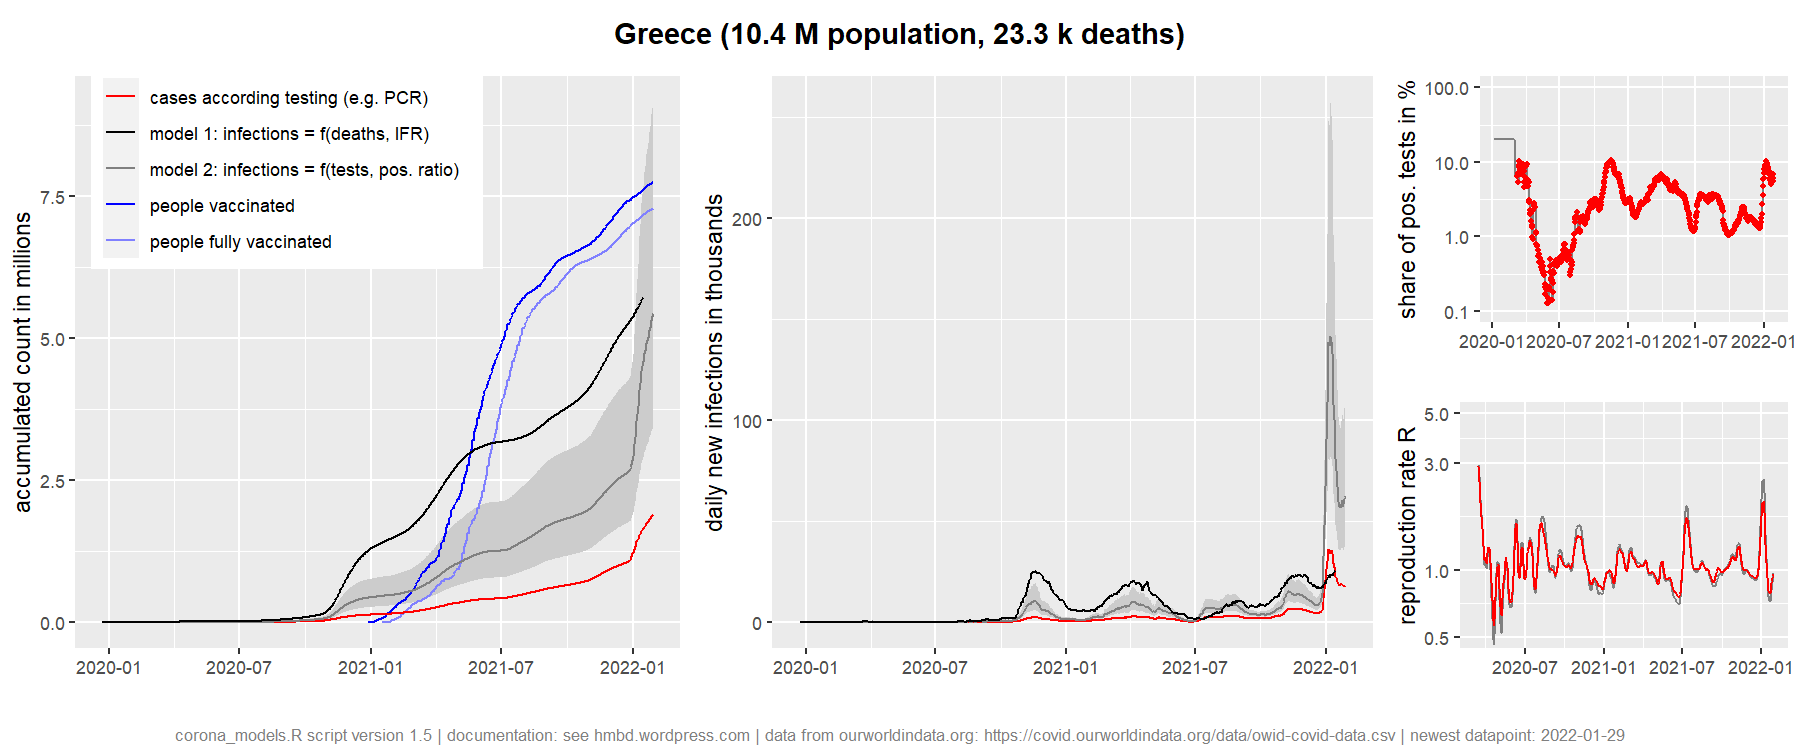 Greece (10.4 M population, 23.3 k deaths)
cases according testing (e.g. PCR)
model 1: infections = f(deaths, IFR)
model 2: infections = f(tests, pos. ratio)
people vaccinated
people fully vaccinated
accumulated count in millions
7.5
5.0
2.5
0.0
2020-01 2020-07 2021-01 2021-07 2022-01
daily new infections in thousands
200
100
0
2020-01 2020-07 2021-01 2021-07 2022-01
share of pos. tests in %
100.0
10.0
1.0
0.1
2020-01 2020-07 2021-01 2021-07 2022-01
reproduction rate R
5.0
3.0
1.0
0.5
2020-07 2021-01 2021-07 2022-01
corona_models.R script version 1.5 | documentation: see hmbd.wordpress.com | data from ourworldindata.org: https://covid.ourworldindata.org/data/owid-covid-data.csv | newest datapoint: 2022-01-29